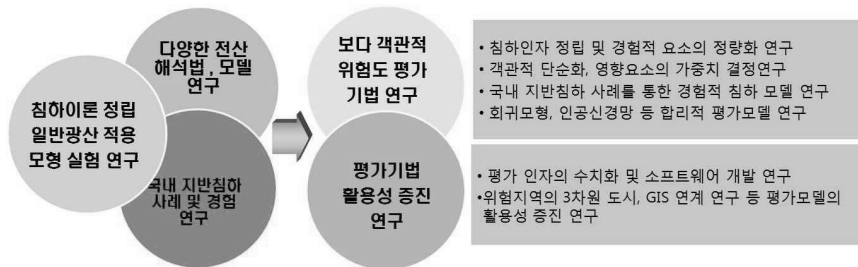 침하이론 정립
일반광산 적용
모형 실험 연구
다양한 전산
해석법 , 모델
연구
국내 지반침하
사례 및 경험
연구
보다 객관적
위험도 평가
기법 연구
평가기법
활용성 증진
연구
• 침하인자 정립 및 경험적 요소의 정량화 연구
• 객관적 단순화, 영향요소의 가중치 결정연구
• 국내 지반침하 사례를 통한 경험적 침하 모델 연구
• 회귀모형, 인공신경망 등 합리적 평가모델 연구
• 평가 인자의 수치화 및 소프트웨어 개발 연구
•위험지역의 3차원 도시, GIS 연계 연구 등 평가모델의
활용성 증진 연구